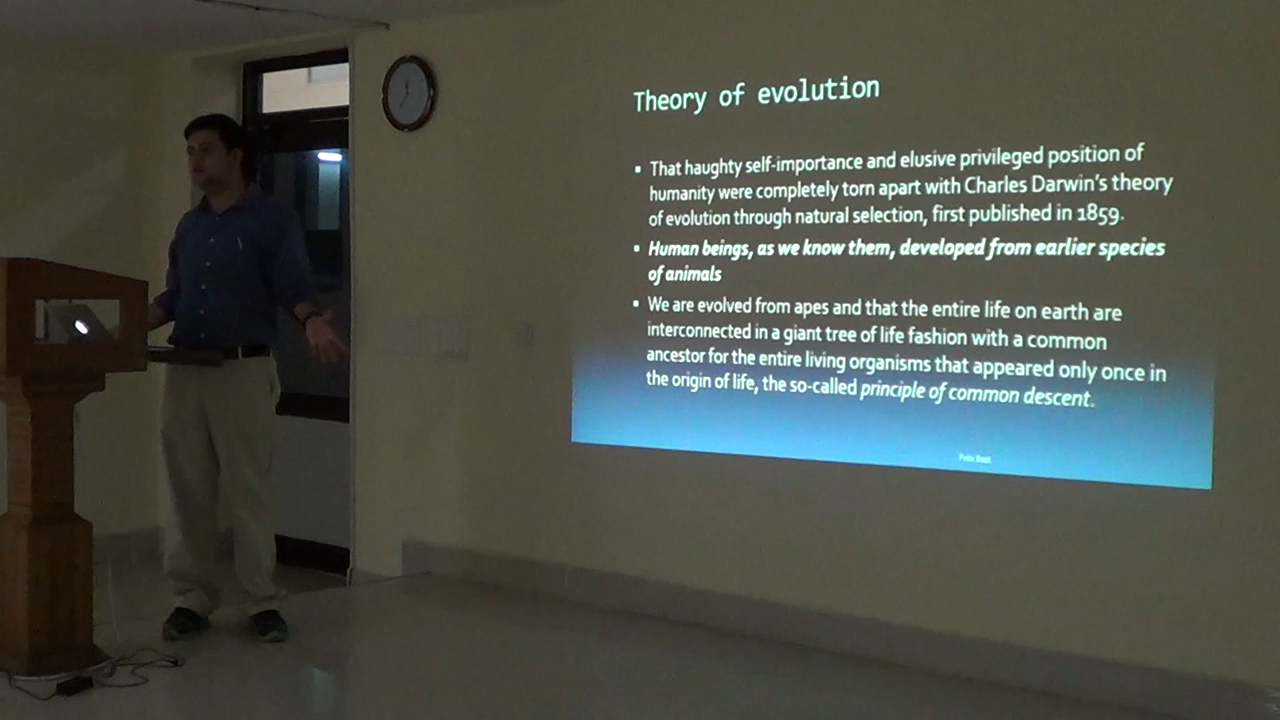 Theory of evolution
▪ That haughty self-importance and elusive privileged position of
humanity were completely torn apart with Charles Darwin's theory
of evolution through natural selection, first published in 1859.
▪ Human beings, as we know them, developed from earlier species
of animals
▪ We are evolved from apes and that the entire life on earth are
interconnected in a giant tree of life fashion with a common
ancestor for the entire living organisms that appeared only once in
the origin of life, the so-called principle of common descent.